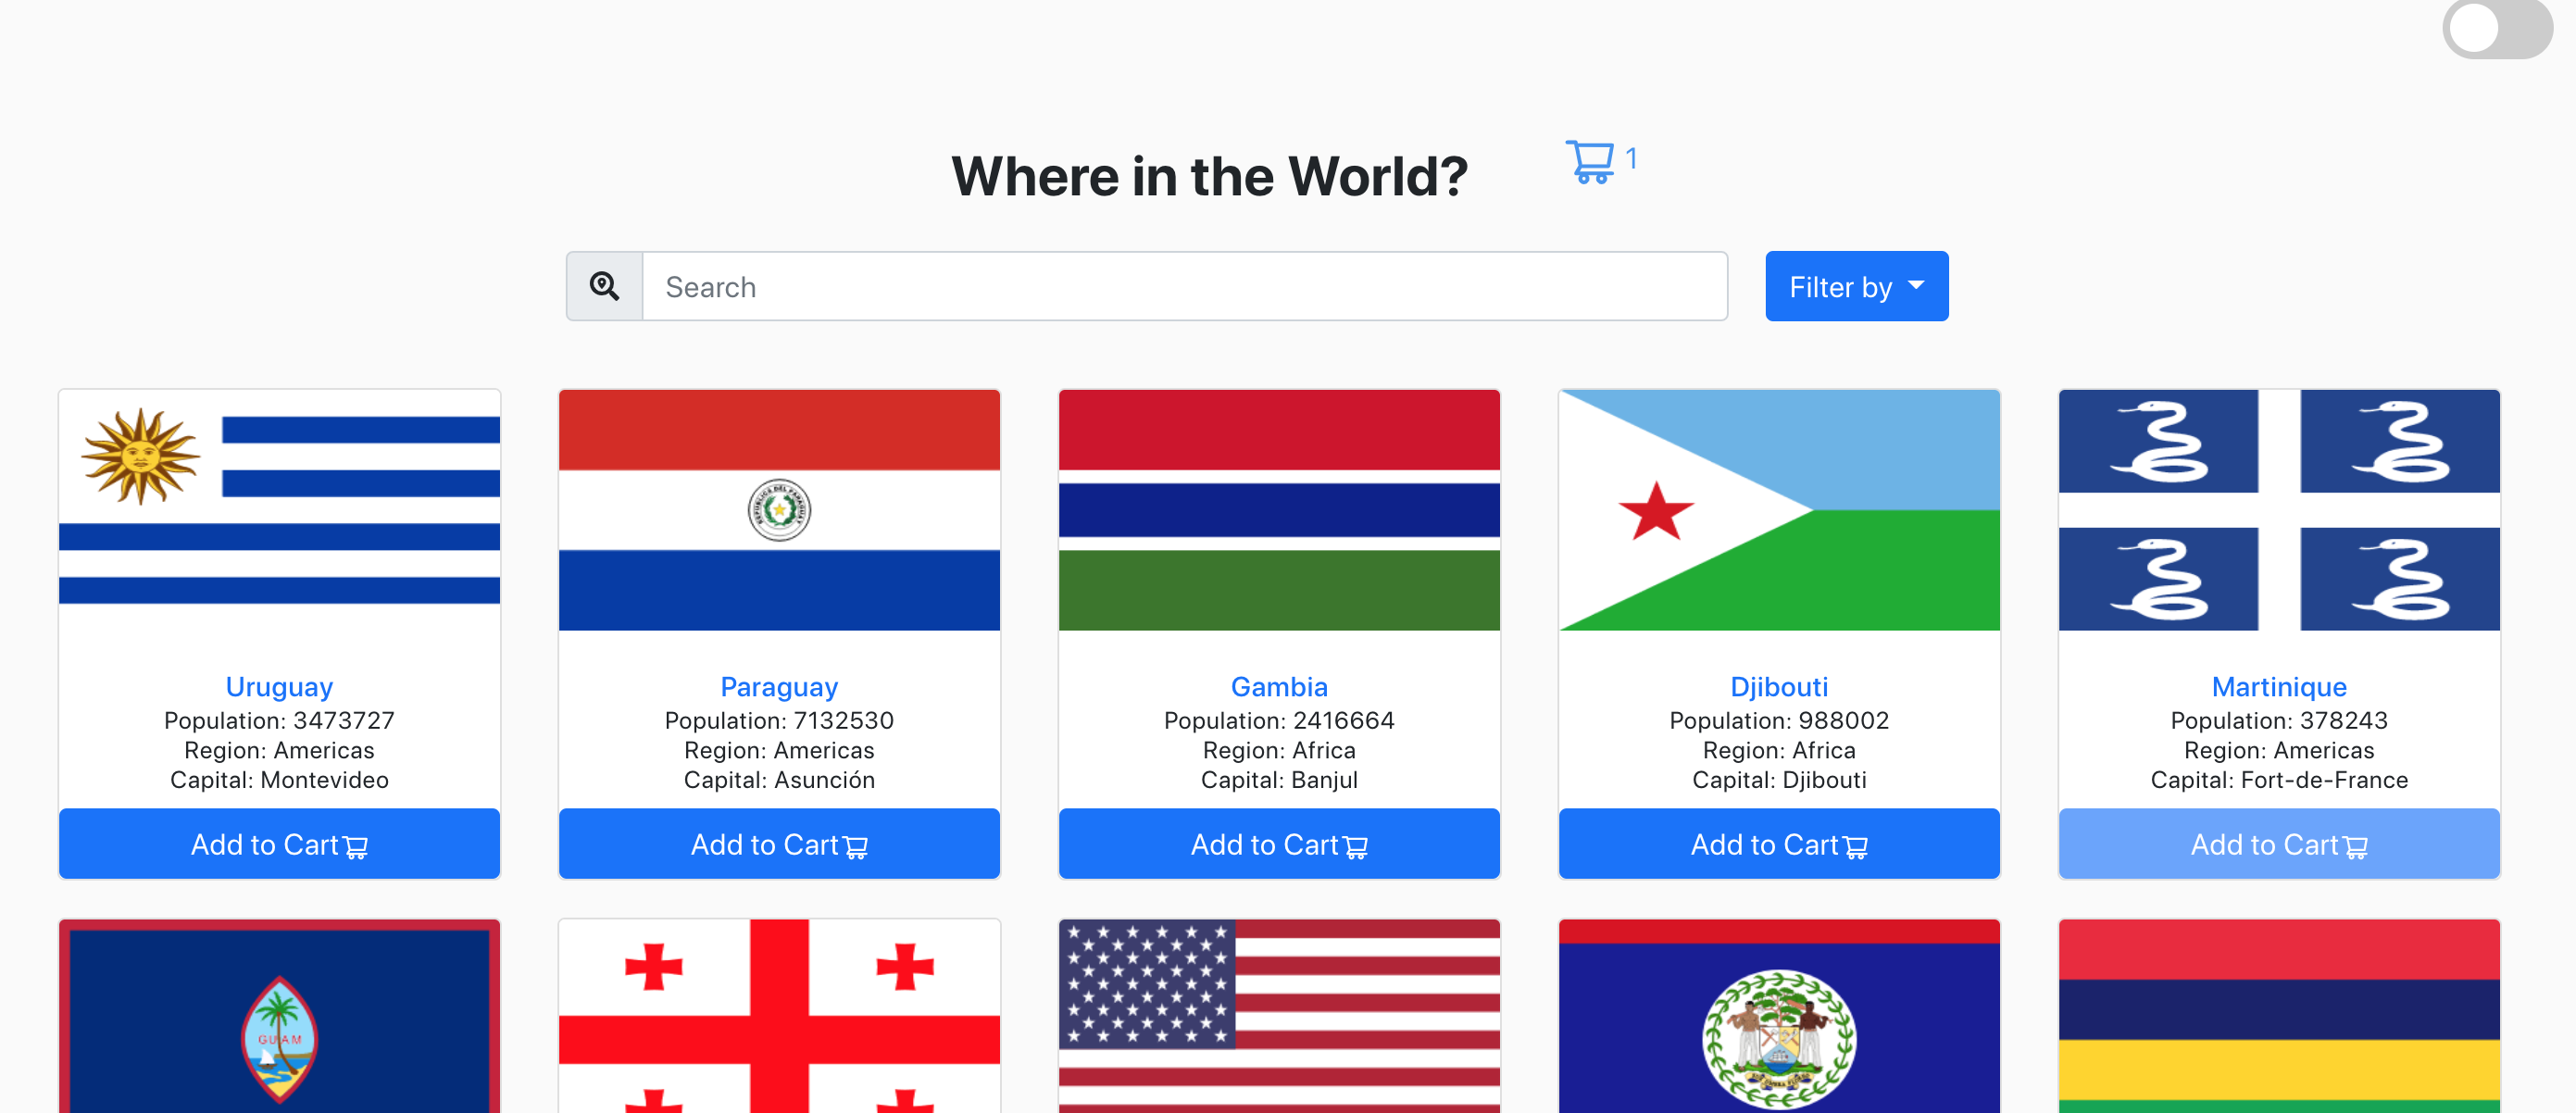 Where in the World?
1
Search
Filter by
REPUBLICA DEL PARAGUAY
Uruguay
Population: 3473727
Region: Americas
Capital: Montevideo
Add to Cart
Paraguay
Population: 7132530
Region: Americas
Capital: Asunción
Add to Cart
Gambia
Population: 2416664
Region: Africa
Capital: Banjul
Add to Cart
Djibouti
Population: 988002
Region: Africa
Capital: Djibouti
Add to Cart
Martinique
Population: 378243
Region: Americas
Capital: Fort-de-France
Add to Cart
GUAM